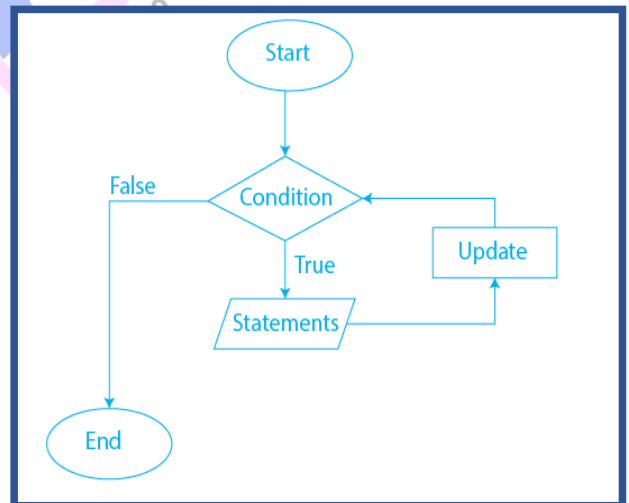 Start
False
Condition
Update
True
Statements
End